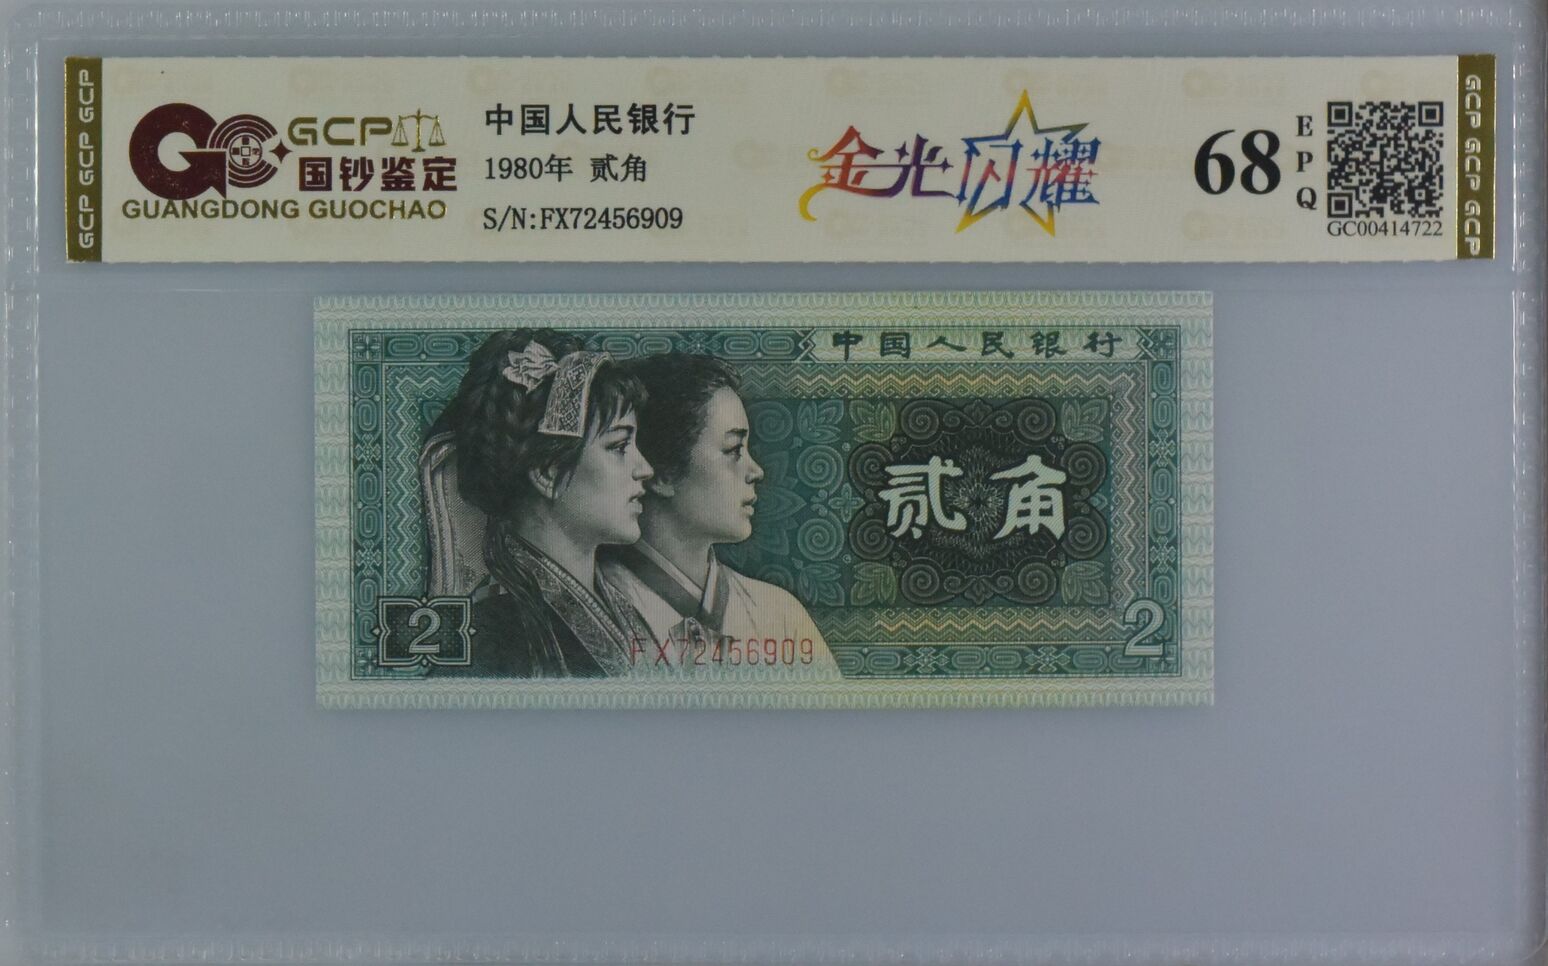 GCP GCP GCP
GCP
国钞鉴定
GUANGDONG GUOCHAO
中国人民银行
1980年 贰角
S/N:FX72456909
金光闪耀
68
EPQ
GC00414722
GCP GCP GCP
中国人民银行
贰角
2
FX72456909
2